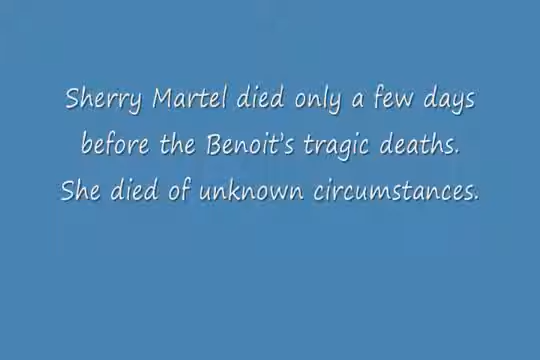 Sherry Martel died only a few days
before the Benoit's tragic deaths.
She died of unknown circumstances.